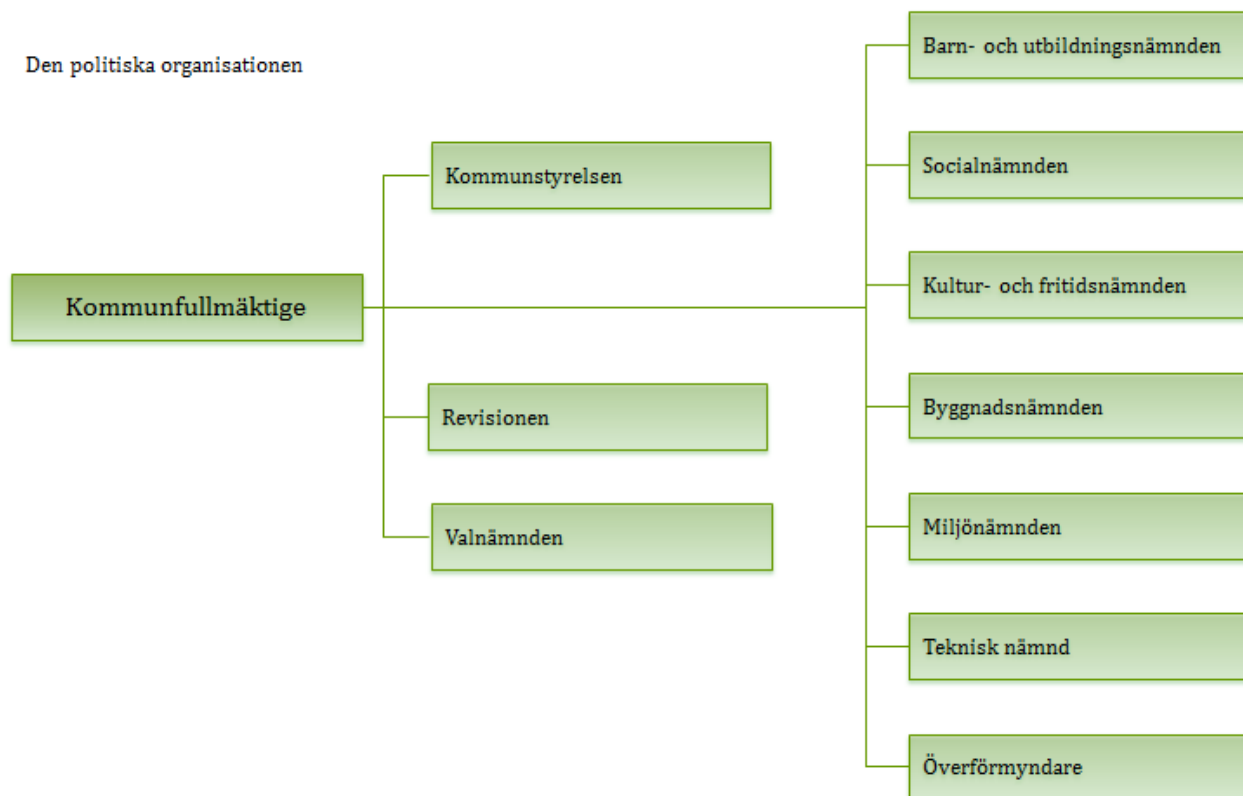 Den politiska organisationen
Kommunfullmäktige
Kommunstyrelsen
Revisionen
Valnämnden
Barn- och utbildningsnämnden
Socialnämnden
Kultur- och fritidsnämnden
Byggnadsnämnden
Miljönämnden
Teknisk nämnd
Överförmyndare